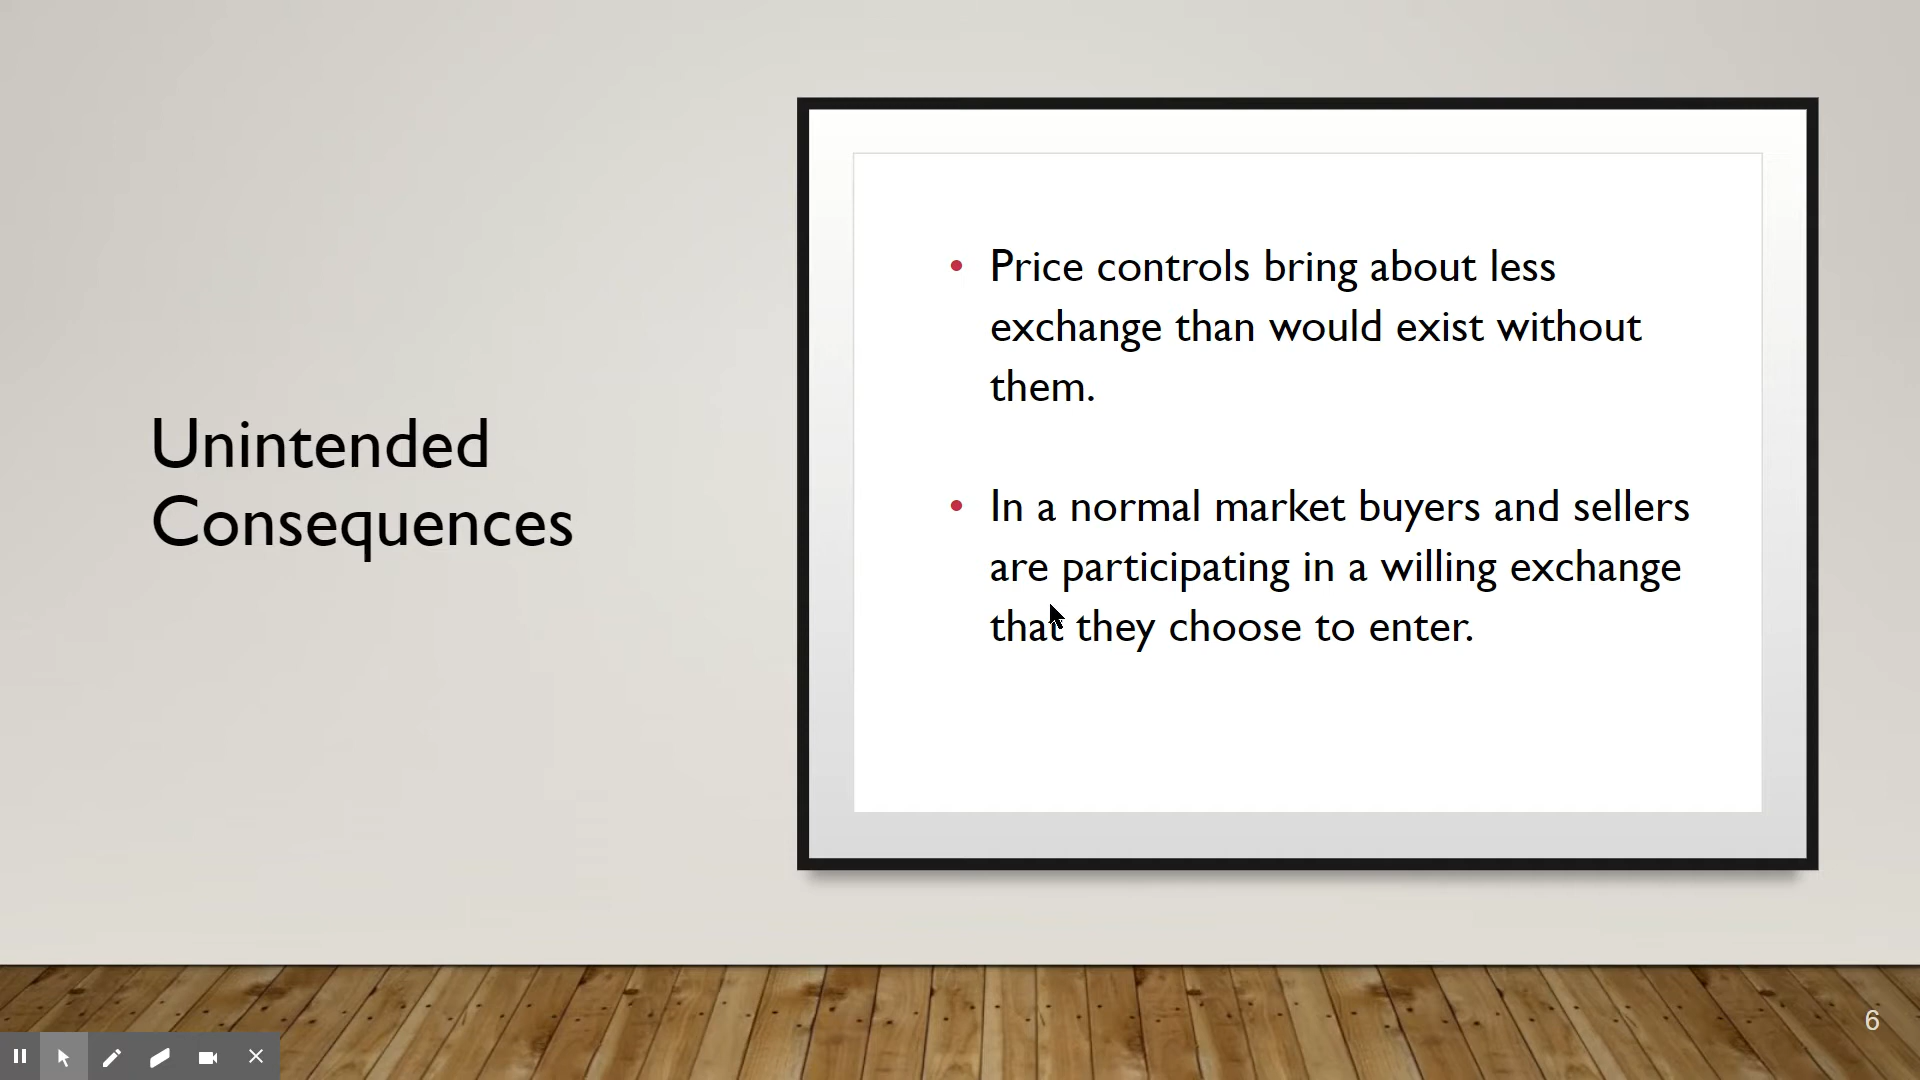 Unintended
Consequences
• Price controls bring about less
exchange than would exist without
them.
• In a normal market buyers and sellers
are participating in a willing exchange
that they choose to enter.
6